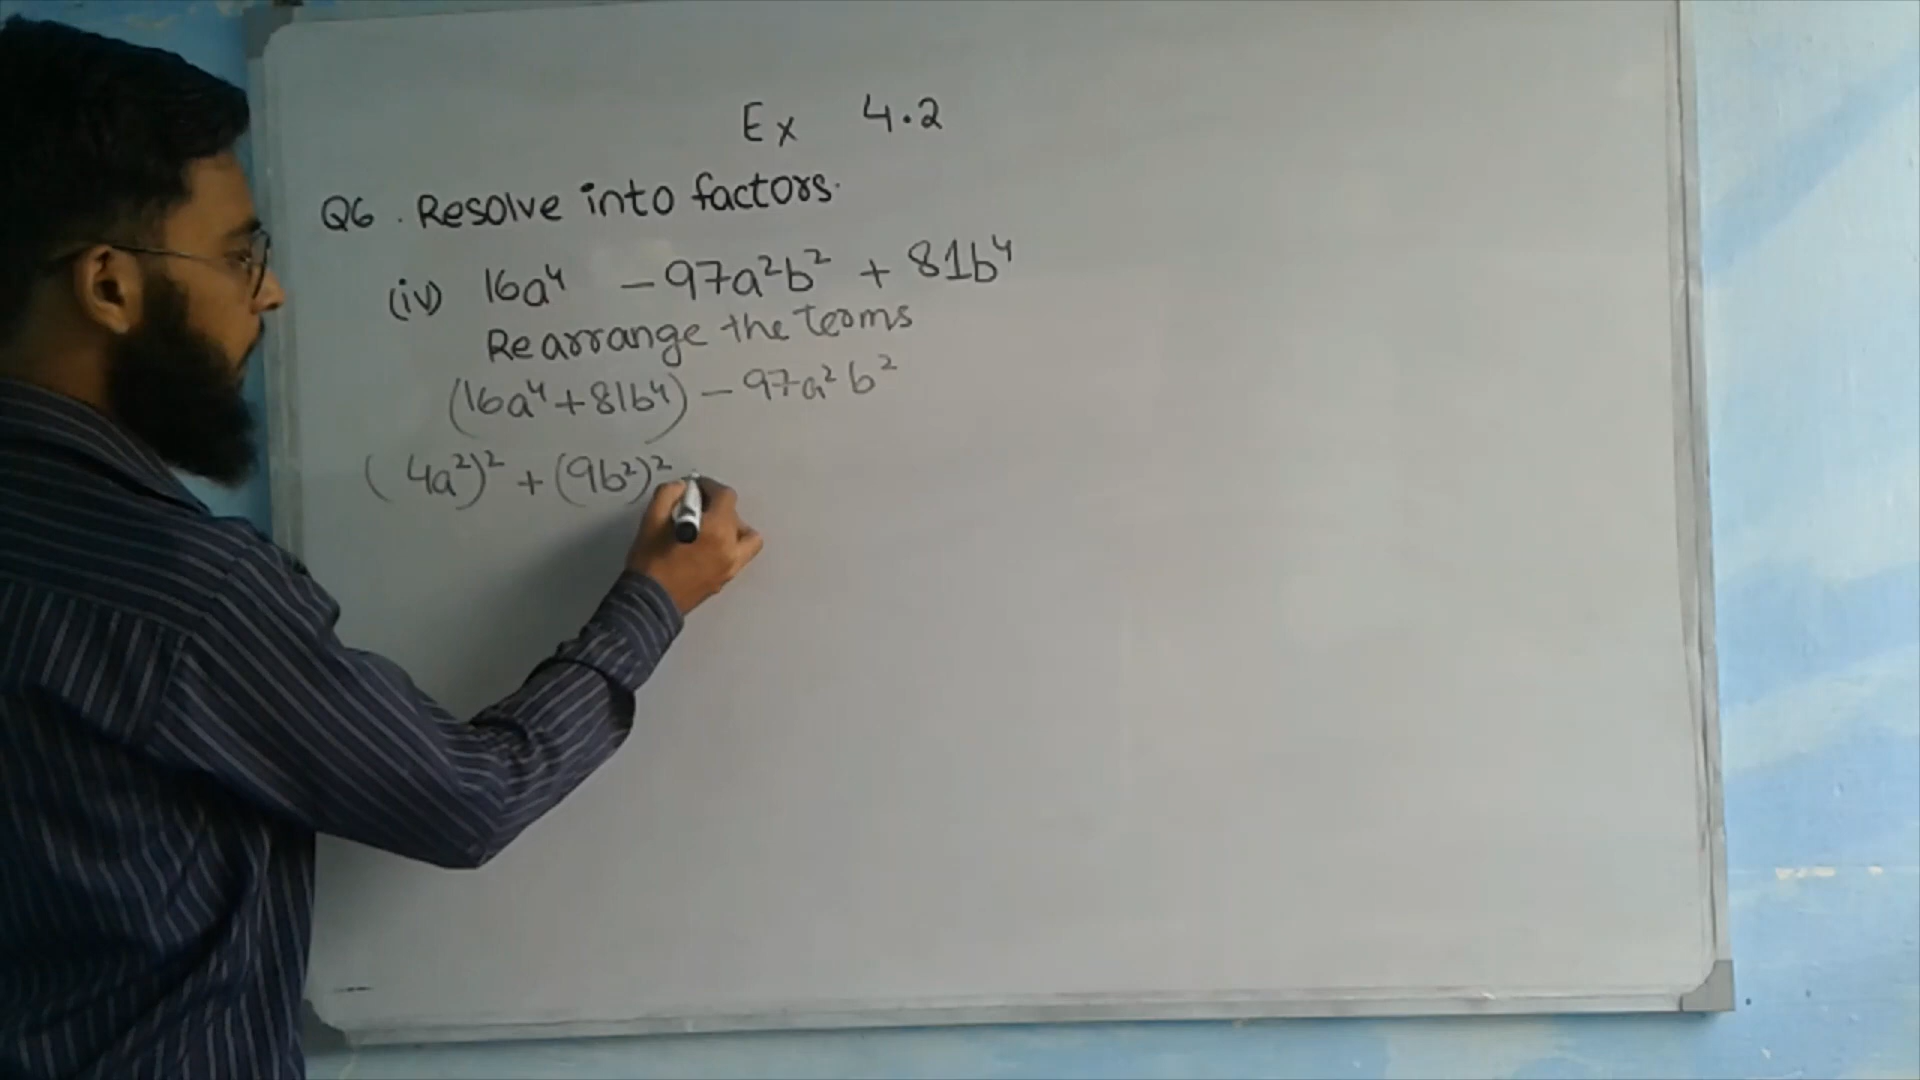 Ex 4.2
Q6. Resolve into factors.
(iv) 16a⁴ - 97a²b² + 81b⁴
Rearrange the terms
(16a⁴+81b⁴) - 97a²b²
(4a²)² + (9b²)² -